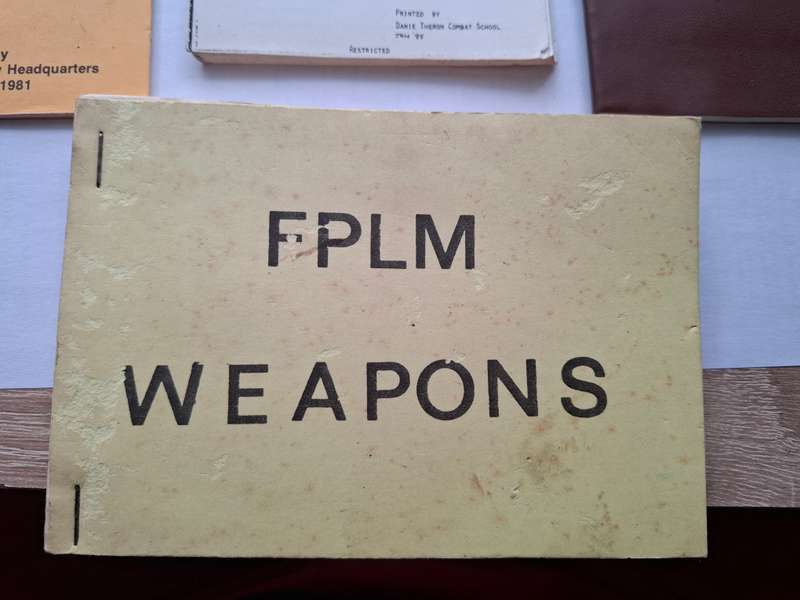 y
Headquarters
1981
PRINTED BY
DANIE THERON COMBAT SCHOOL
RESTRICTED
FPLM
WEAPONS